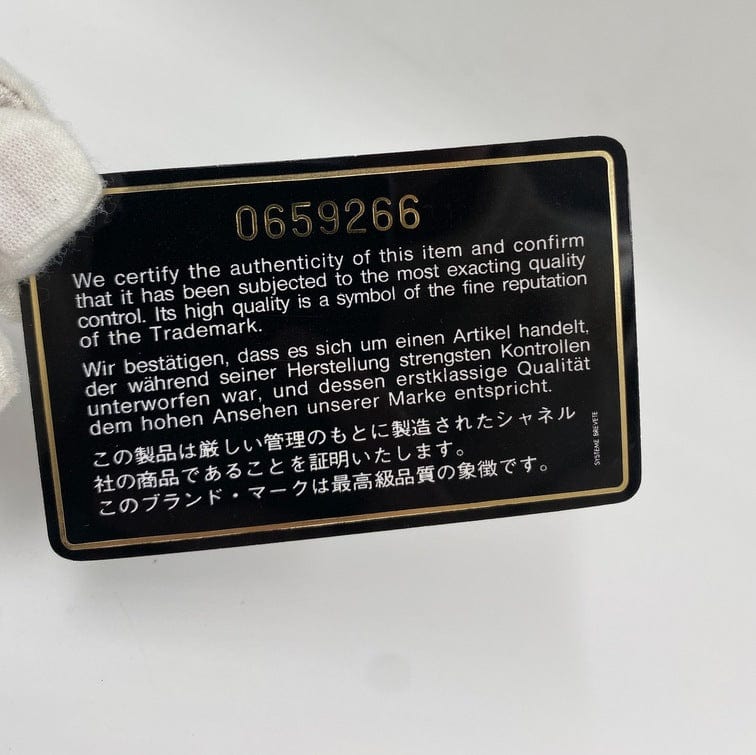 0659266
We certify the authenticity of this item and confirm
that it has been subjected to the most exacting quality
control. Its high quality is a symbol of the fine reputation
of the Trademark.
Wir bestätigen, dass es sich um einen Artikel handelt,
der während seiner Herstellung strengsten Kontrollen
unterworfen war, und dessen erstklassige Qualität
dem hohen Ansehen unserer Marke entspricht.
この製品は厳しい管理のもとに製造されたシャネル
社の商品であることを証明いたします。
このブランド・マークは最高級品質の象徴です。
SYSTEME BREVETE